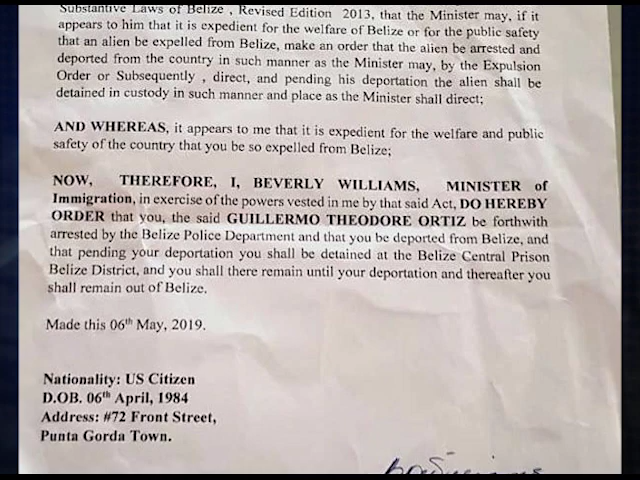 Substantive Laws of Belize , Revised Edition 2013, that the Minister may, if it
appears to him that it is expedient for the welfare of Belize or for the public safety
that an alien be expelled from Belize, make an order that the alien be arrested and
deported from the country in such manner as the Minister may, by the Expulsion
Order or Subsequently , direct, and pending his deportation the alien shall be
detained in custody in such manner and place as the Minister shall direct;
AND WHEREAS, it appears to me that it is expedient for the welfare and public
safety of the country that you be so expelled from Belize;
NOW, THEREFORE, I, BEVERLY WILLIAMS, MINISTER of
Immigration, in exercise of the powers vested in me by that said Act, DO HEREBY
ORDER that you, the said GUILLERMO THEODORE ORTIZ be forthwith
arrested by the Belize Police Department and that you be deported from Belize, and
that pending your deportation you shall be detained at the Belize Central Prison
Belize District, and you shall there remain until your deportation and thereafter you
shall remain out of Belize.
Made this 06th May, 2019.
Nationality: US Citizen
D.OB. 06th April, 1984
Address: #72 Front Street,
Punta Gorda Town.